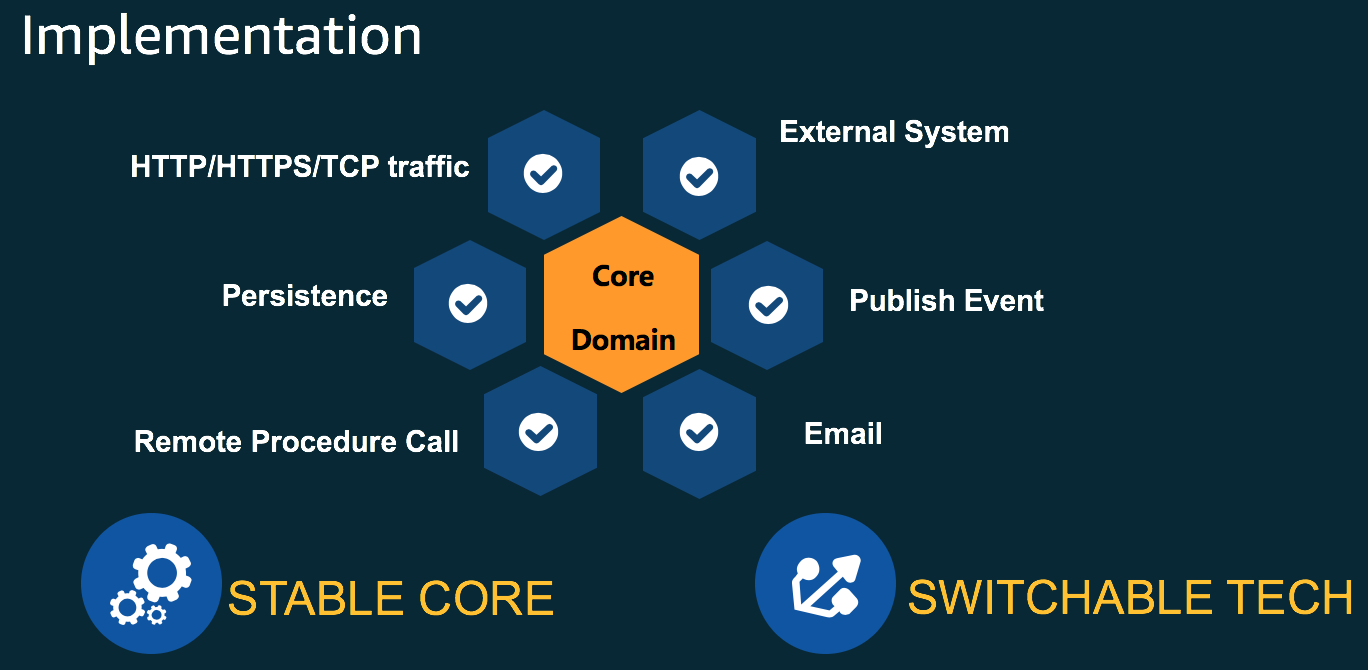 Implementation
External System
HTTP/HTTPS/TCP traffic
Core
Domain
Persistence
Publish Event
Remote Procedure Call
Email
STABLE CORE
SWITCHABLE TECH